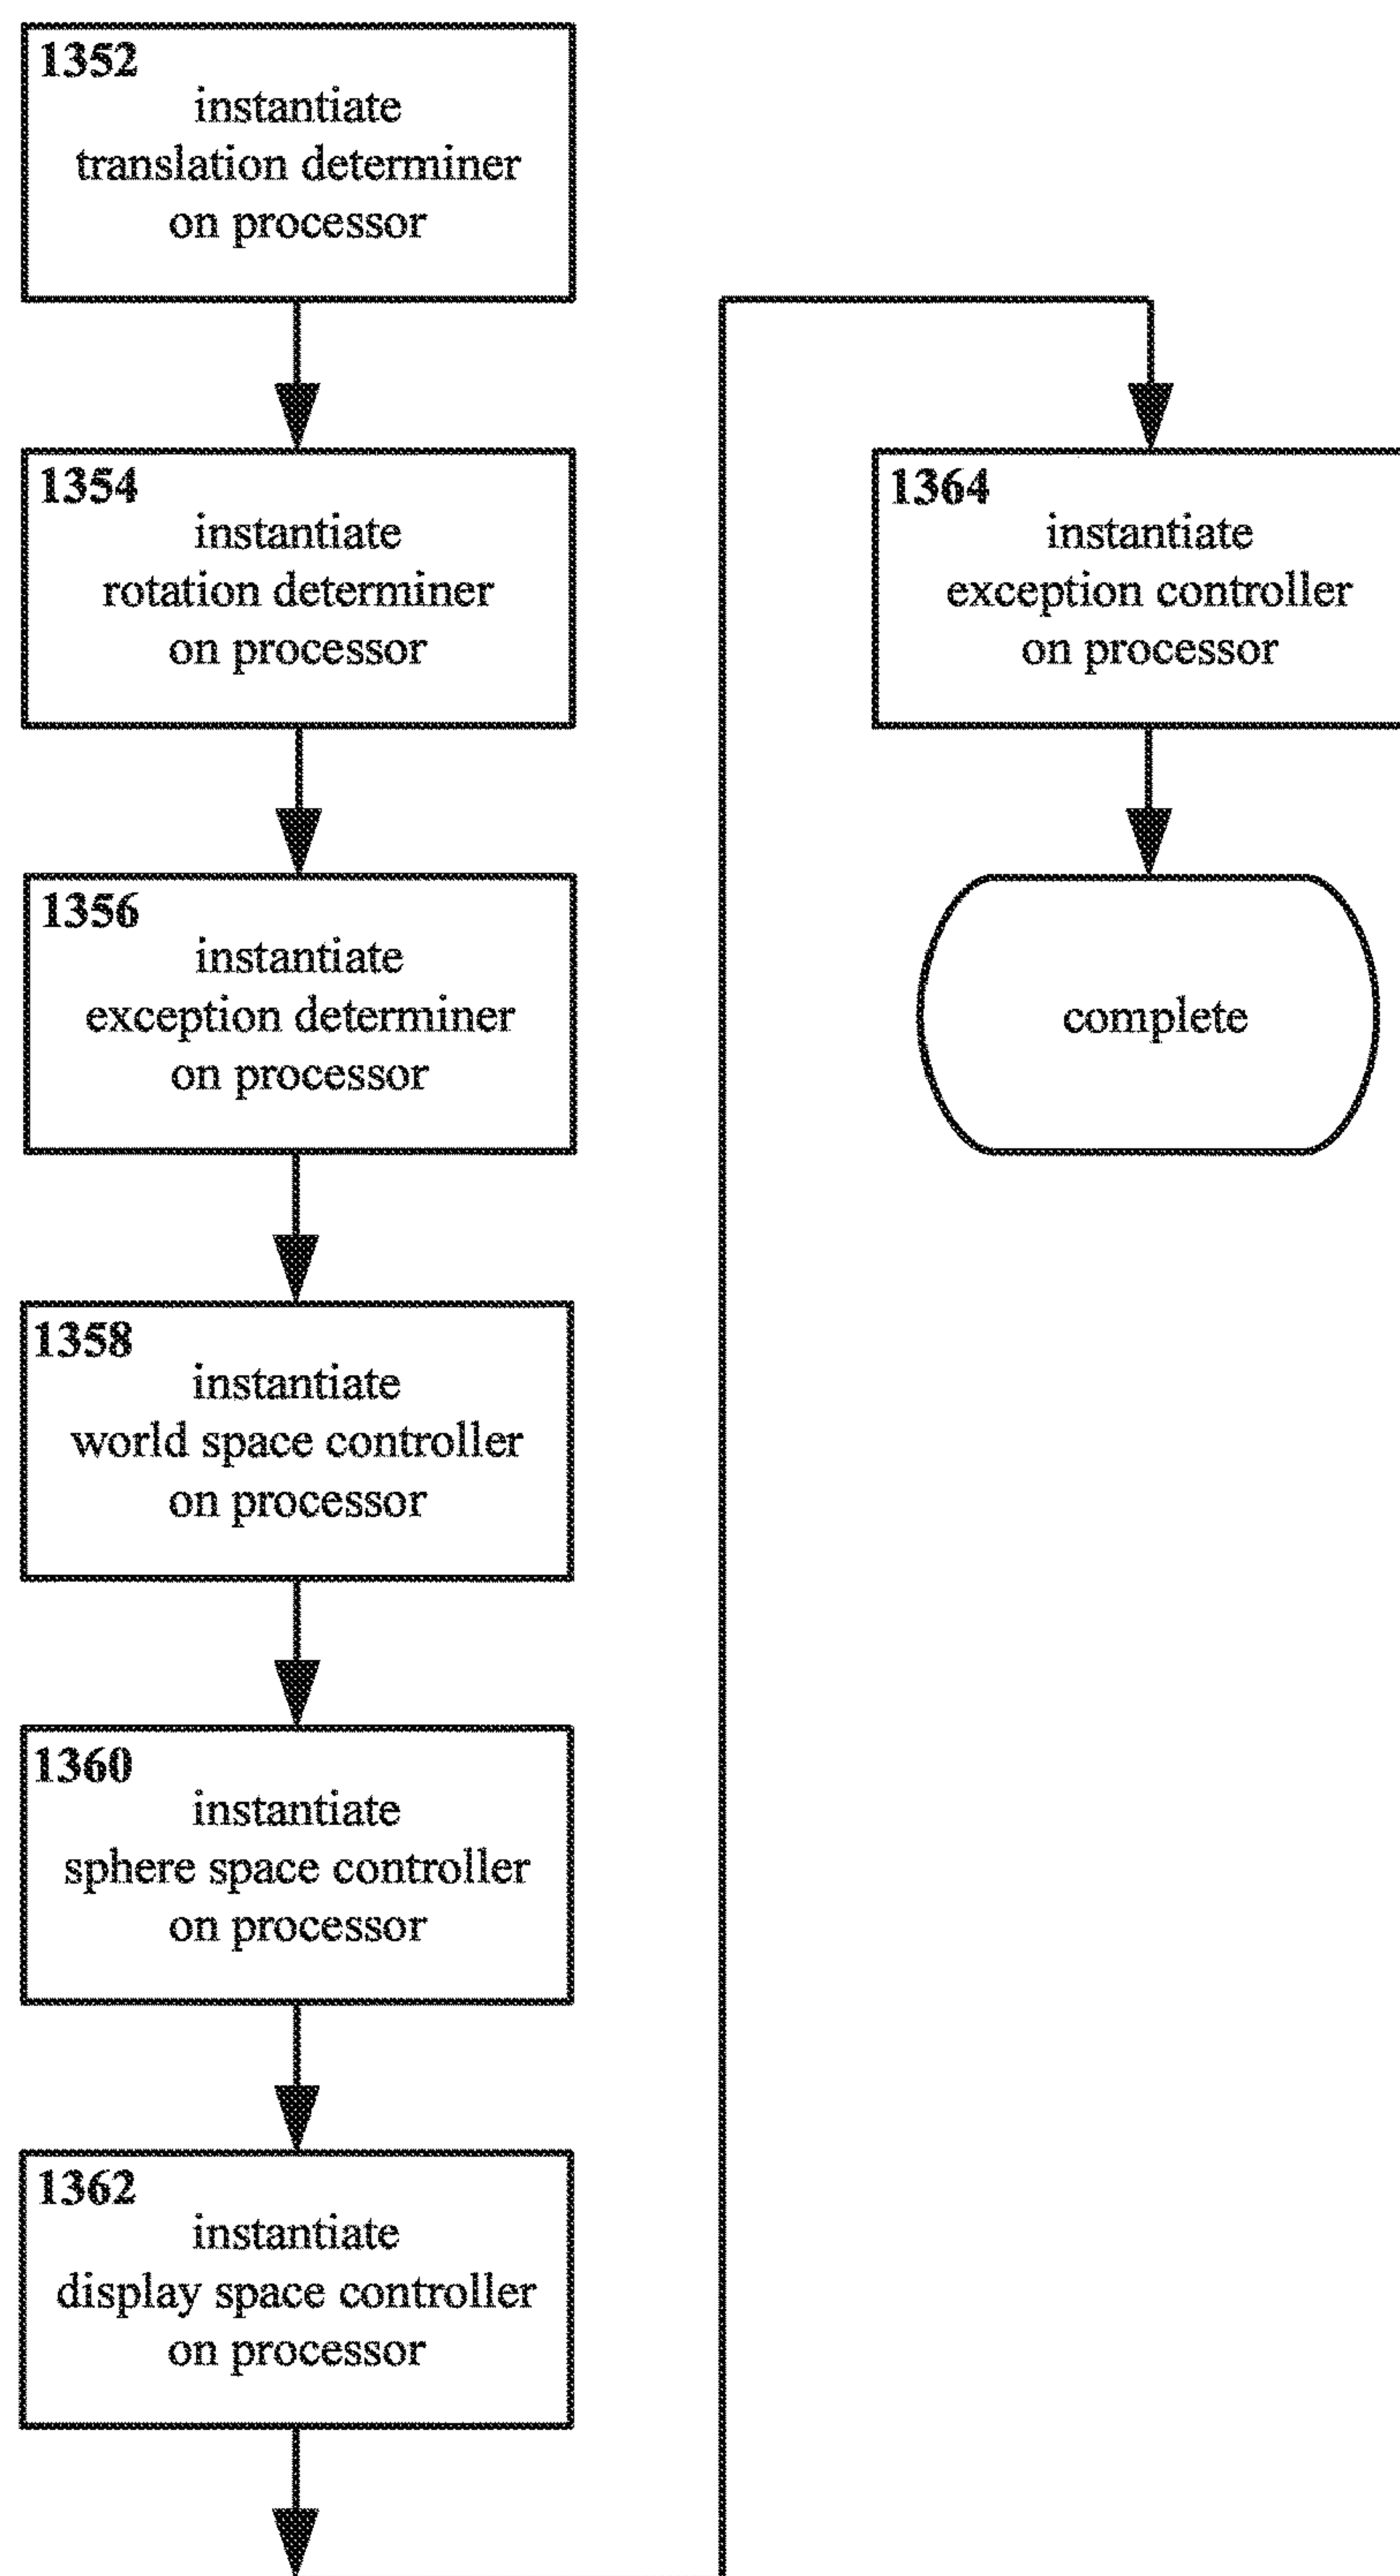 1352
instantiate
translation determiner
on processor
1354
instantiate
rotation determiner
on processor
1356
instantiate
exception determiner
on processor
1358
instantiate
world space controller
on processor
1360
instantiate
sphere space controller
on processor
1362
instantiate
display space controller
on processor
1364
instantiate
exception controller
on processor
complete